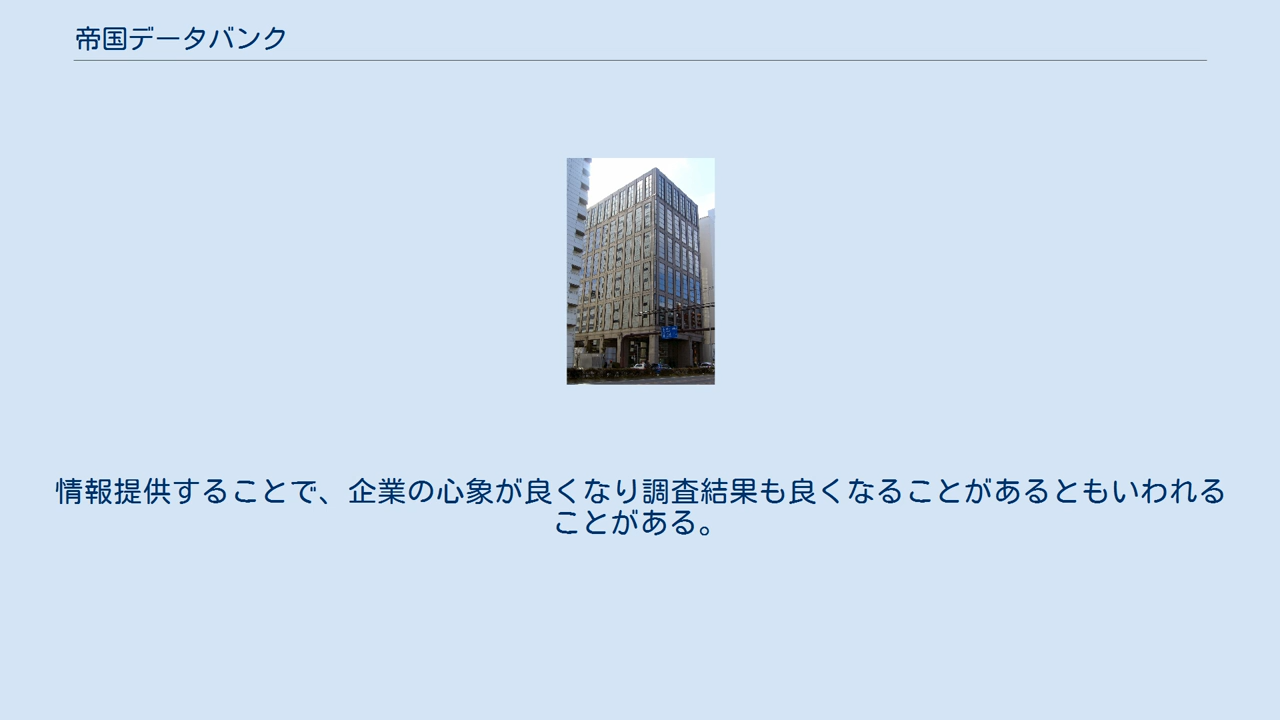 帝国データバンク
情報提供することで、企業の心象が良くなり調査結果も良くなることがあるともいわれる
ことがある。